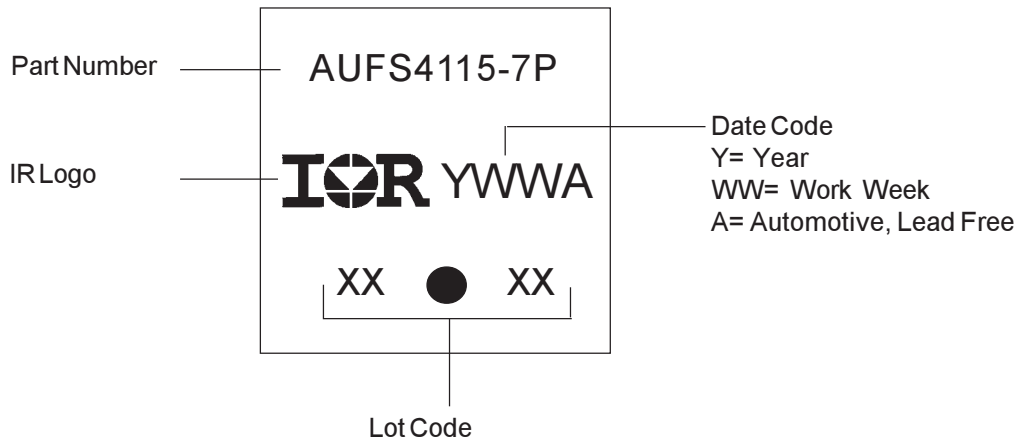 Part Number
AUFS4115-7P
IR Logo
IOR YWWA
Date Code
Y= Year
WW= Work Week
A= Automotive, Lead Free
XX XX
Lot Code